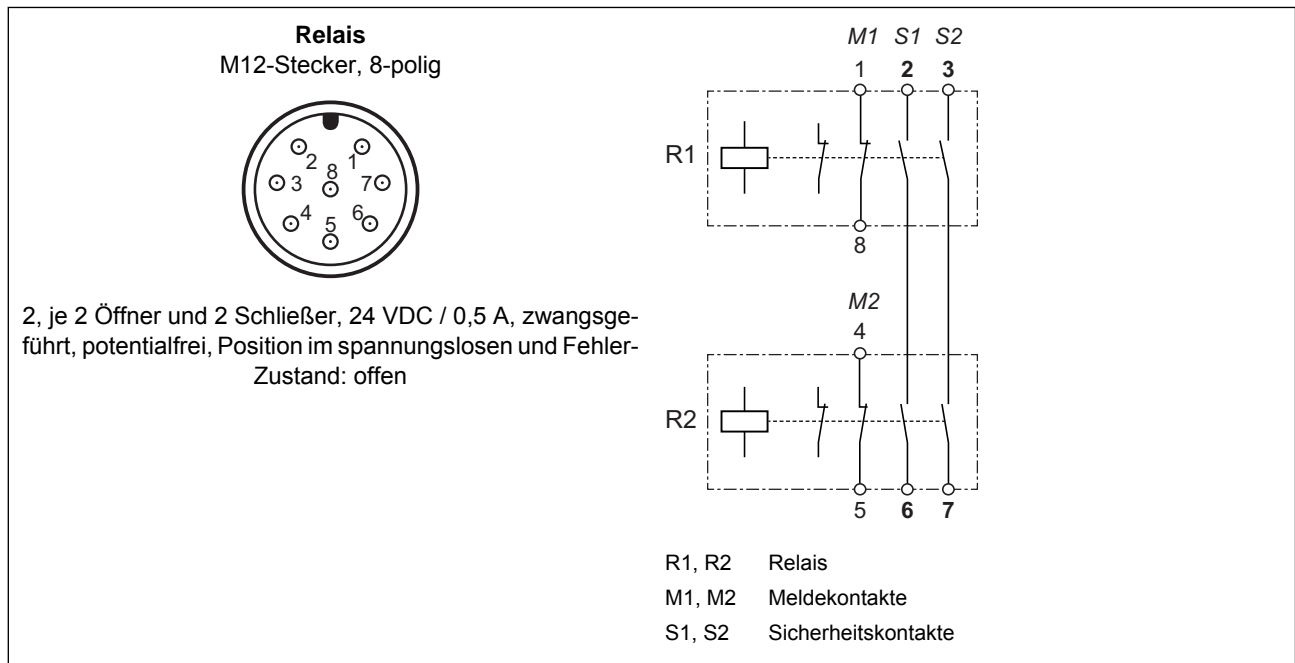 Relais
M12-Stecker, 8-polig
2 1
8
3 7
4 6
5
2, je 2 Öffner und 2 Schließer, 24 VDC / 0,5 A, zwangsge-
führt, potentialfrei, Position im spannungslosen und Fehler-
Zustand: offen
M1 S1 S2
1 2 3
R1
8
M2
4
R2
5 6 7
R1, R2 Relais
M1, M2 Meldekontakte
S1, S2 Sicherheitskontakte